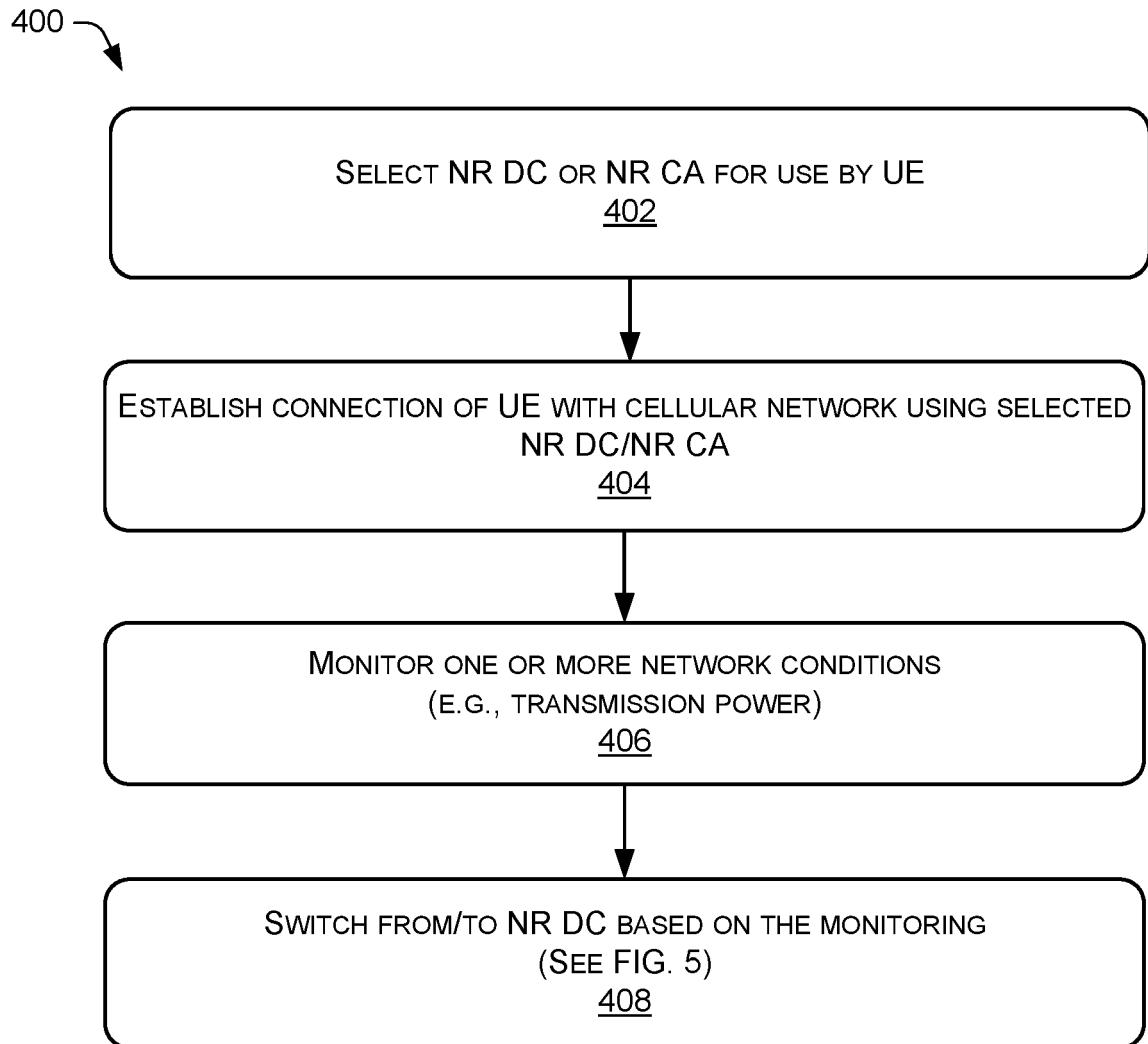 400
SELECT NR DC OR NR CA FOR USE BY UE
402
ESTABLISH CONNECTION OF UE WITH CELLULAR NETWORK USING SELECTED
NR DC/NR CA
404
MONITOR ONE OR MORE NETWORK CONDITIONS
(E.G., TRANSMISSION POWER)
406
SWITCH FROM/TO NR DC BASED ON THE MONITORING
(SEE FIG. 5)
408